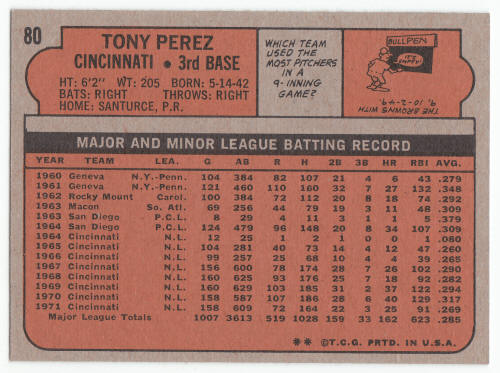 80
TONY PEREZ
CINCINNATI • 3rd BASE
HT: 6'2" WT: 205 BORN: 5-14-42
BATS: RIGHT THROWS: RIGHT
HOME: SANTURCE, P.R.
WHICH TEAM
USED THE
MOST PITCHERS
IN A
9-INNING
GAME?
BULLPEN
IT'S
EMPTY!
THE BROWNS WITH
9, 10-2-49.
MAJOR AND MINOR LEAGUE BATTING RECORD
YEAR TEAM LEA. G AB R H 2B 3B HR RBI AVG.
1960 Geneva N.Y.-Penn. 104 384 82 107 21 4 6 43 .279
1961 Geneva N.Y.-Penn. 121 460 110 160 32 7 27 132 .348
1962 Rocky Mount Carol. 100 384 72 112 20 8 18 74 .292
1963 Macon So. Atl. 69 256 44 79 19 3 11 48 .309
1963 San Diego P.C.L. 8 29 4 11 3 1 1 5 .379
1964 San Diego P.C.L. 124 479 96 148 20 8 34 107 .309
1964 Cincinnati N.L. 12 25 1 2 1 0 0 1 .080
1965 Cincinnati N.L. 104 281 40 73 14 4 12 47 .260
1966 Cincinnati N.L. 99 257 25 68 10 4 4 39 .265
1967 Cincinnati N.L. 156 600 78 174 28 7 26 102 .290
1968 Cincinnati N.L. 160 625 93 176 25 7 18 92 .282
1969 Cincinnati N.L. 160 629 103 185 31 2 37 122 .294
1970 Cincinnati N.L. 158 587 107 186 28 6 40 129 .317
1971 Cincinnati N.L. 158 609 72 164 22 3 25 91 .269
Major League Totals 1007 3613 519 1028 159 33 162 623 .285
** ©T.C.G. PRTD. IN U.S.A.